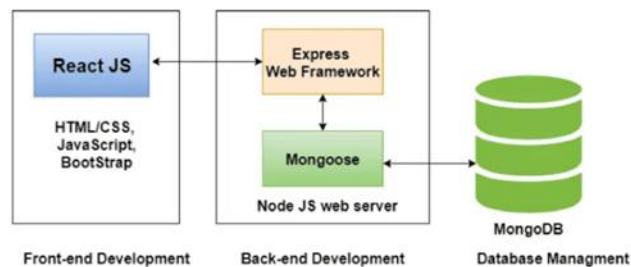 React JS
HTML/CSS,
JavaScript,
BootStrap
Front-end Development
Express
Web Framework
Mongoose
Node JS web server
Back-end Development
MongoDB
Database Managment